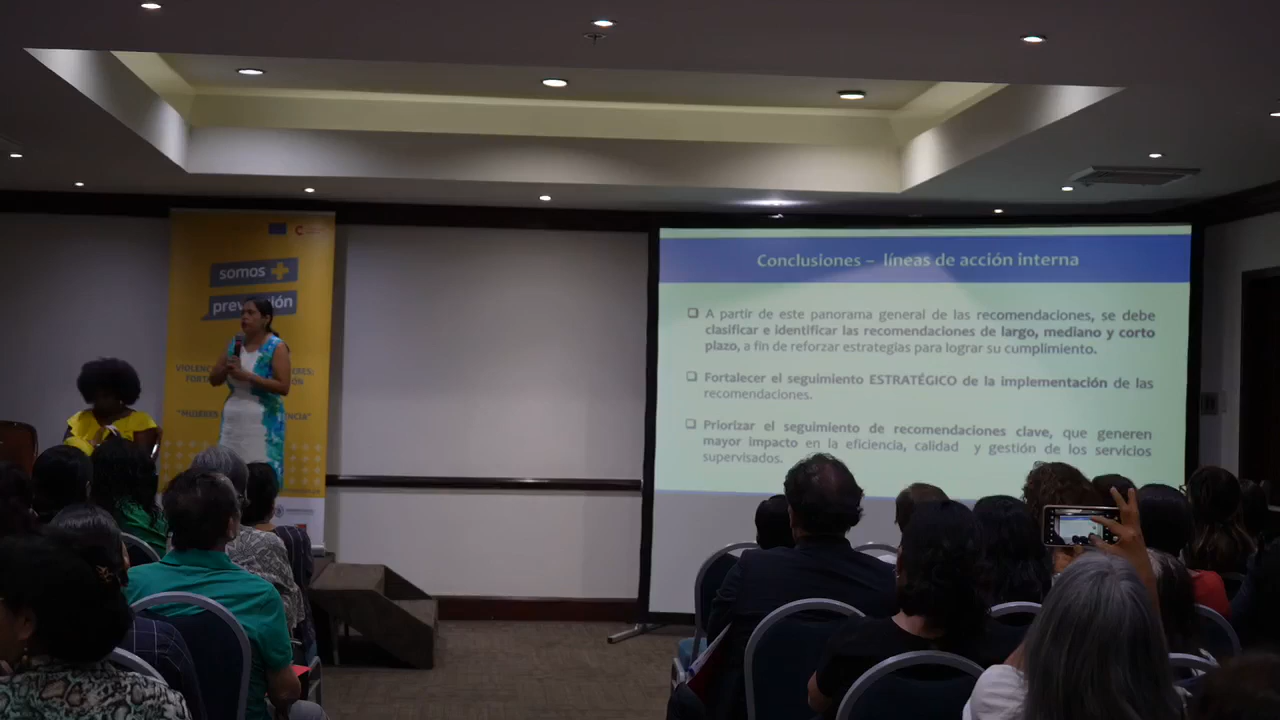 somos
prevención
Conclusiones – líneas de acción interna
A partir de este panorama general de las recomendaciones, se debe
clasificar e identificar las recomendaciones de largo, mediano y corto
plazo, a fin de reforzar estrategias para lograr su cumplimiento.
Fortalecer el seguimiento ESTRATÉGICO de la implementación de las
recomendaciones.
Priorizar el seguimiento de recomendaciones clave, que generen
mayor impacto en la eficiencia, calidad y gestión de los servicios
supervisados.